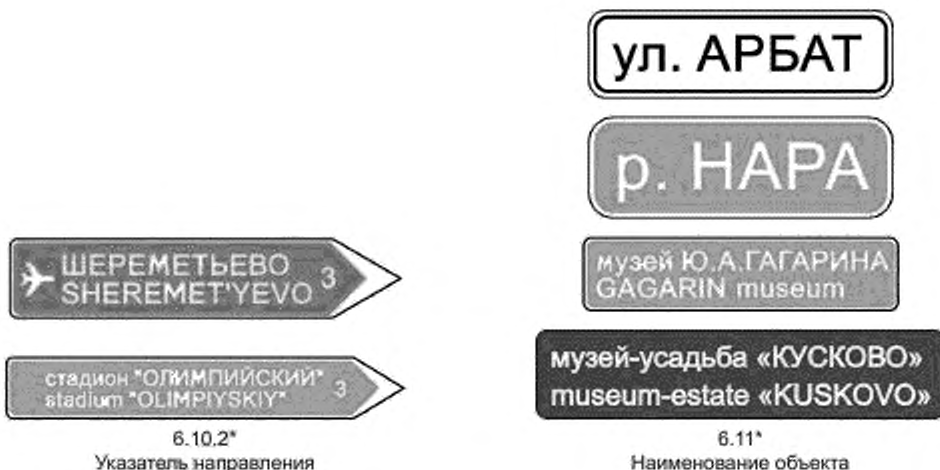 ул. АРБАТ
р. НАРА
ШЕРЕМЕТЬЕВО 3
SHEREMET'YEVO
музей Ю.А.ГАГАРИНА
GAGARIN museum
стадион "ОЛИМПИЙСКИЙ" 3
stadium "OLIMPIYSKIY"
музей-усадьба «КУСКОВО»
museum-estate «KUSKOVO»
6.10.2*
Указатель направления
6.11*
Наименование объекта